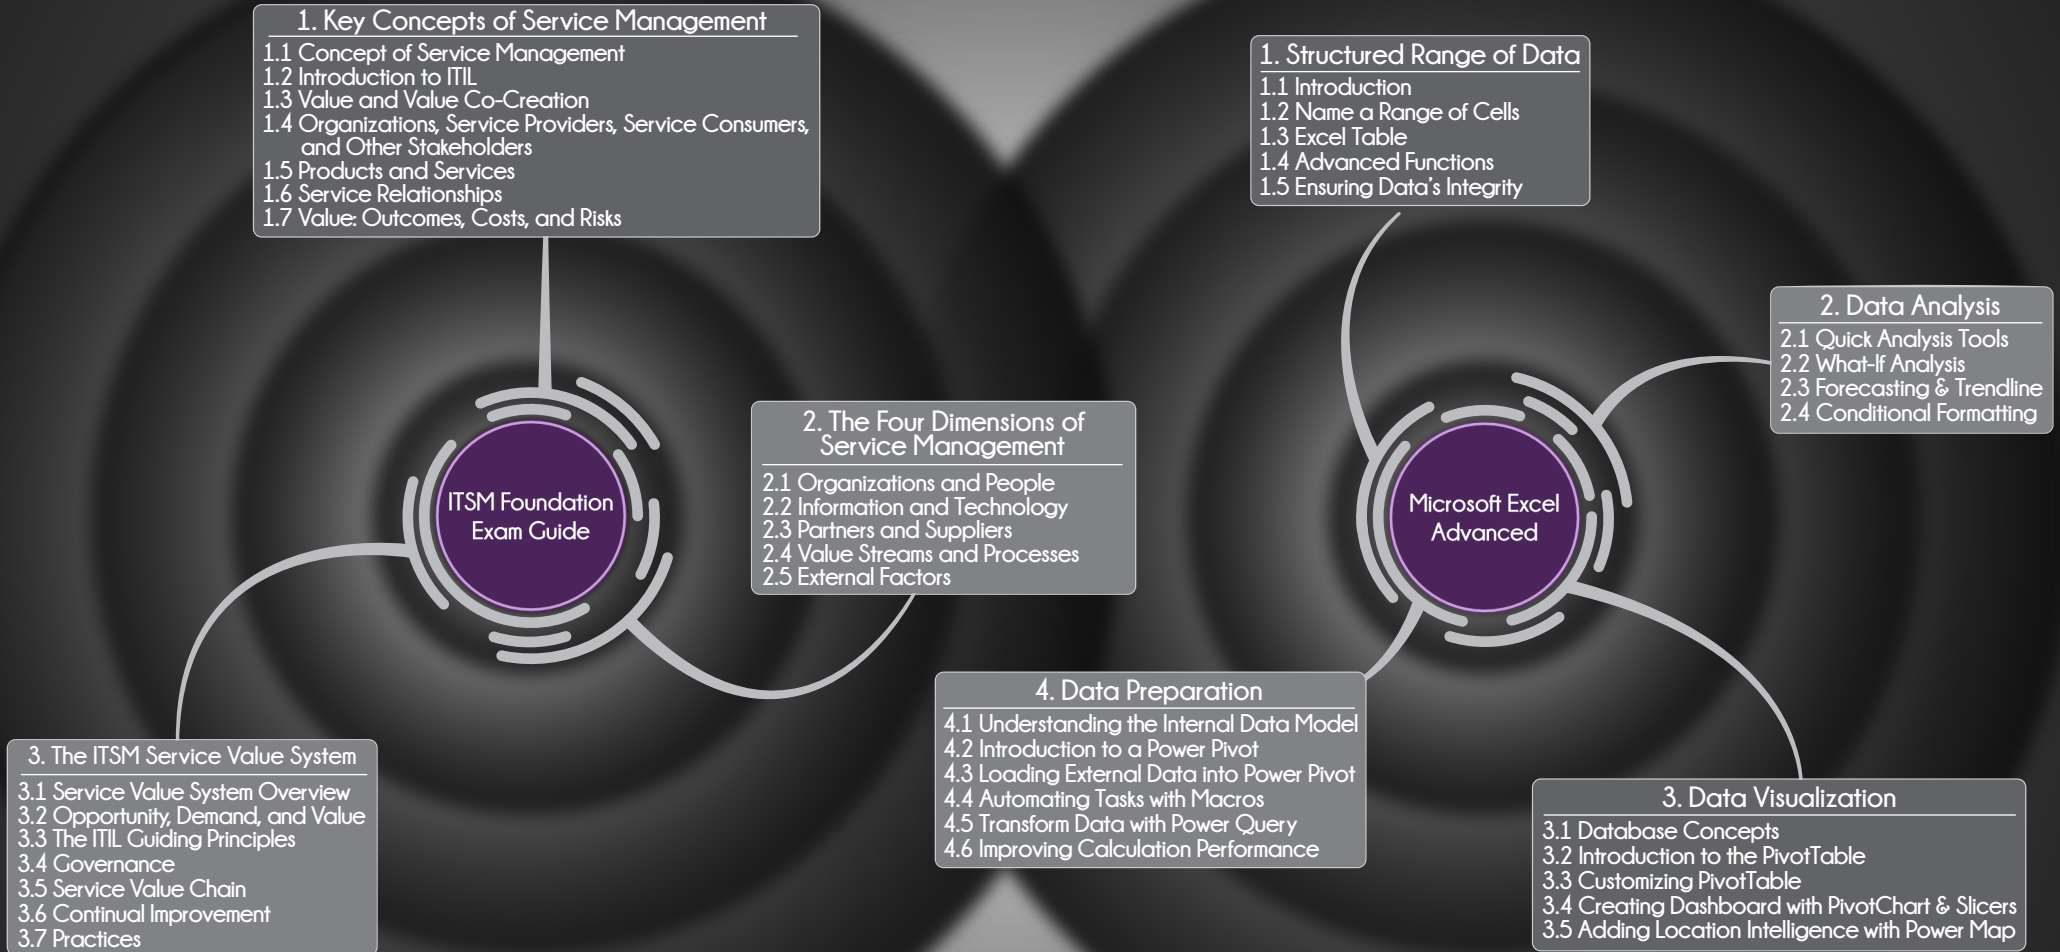 1. Key Concepts of Service Management
1.1 Concept of Service Management
1.2 Introduction to ITIL
1.3 Value and Value Co-Creation
1.4 Organizations, Service Providers, Service Consumers,
and Other Stakeholders
1.5 Products and Services
1.6 Service Relationships
1.7 Value: Outcomes, Costs, and Risks
ITSM Foundation
Exam Guide
2. The Four Dimensions of
Service Management
2.1 Organizations and People
2.2 Information and Technology
2.3 Partners and Suppliers
2.4 Value Streams and Processes
2.5 External Factors
3. The ITSM Service Value System
3.1 Service Value System Overview
3.2 Opportunity, Demand, and Value
3.3 The ITIL Guiding Principles
3.4 Governance
3.5 Service Value Chain
3.6 Continual Improvement
3.7 Practices
1. Structured Range of Data
1.1 Introduction
1.2 Name a Range of Cells
1.3 Excel Table
1.4 Advanced Functions
1.5 Ensuring Data's Integrity
2. Data Analysis
2.1 Quick Analysis Tools
2.2 What-If Analysis
2.3 Forecasting & Trendline
2.4 Conditional Formatting
Microsoft Excel
Advanced
4. Data Preparation
4.1 Understanding the Internal Data Model
4.2 Introduction to a Power Pivot
4.3 Loading External Data into Power Pivot
4.4 Automating Tasks with Macros
4.5 Transform Data with Power Query
4.6 Improving Calculation Performance
3. Data Visualization
3.1 Database Concepts
3.2 Introduction to the PivotTable
3.3 Customizing PivotTable
3.4 Creating Dashboard with PivotChart & Slicers
3.5 Adding Location Intelligence with Power Map